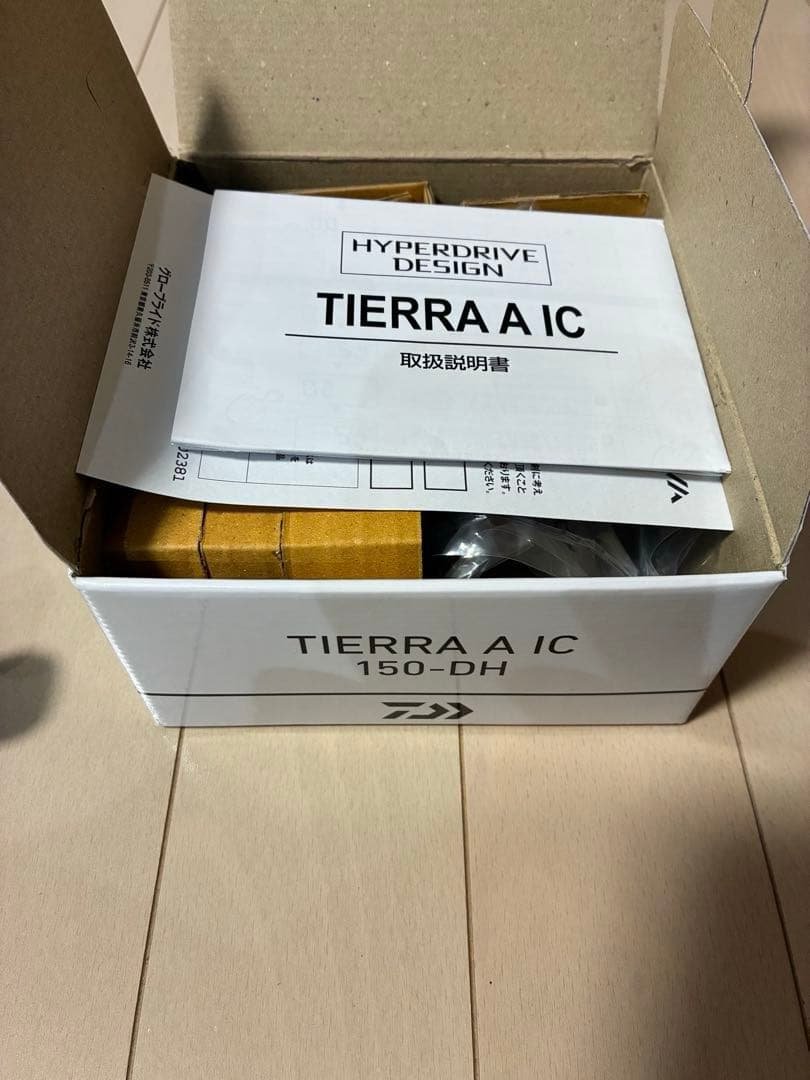 HYPERDRIVE
DESIGN
TIERRA A IC
取扱説明書
グローブライド株式会社
02381
TIERRA A IC
150-DH